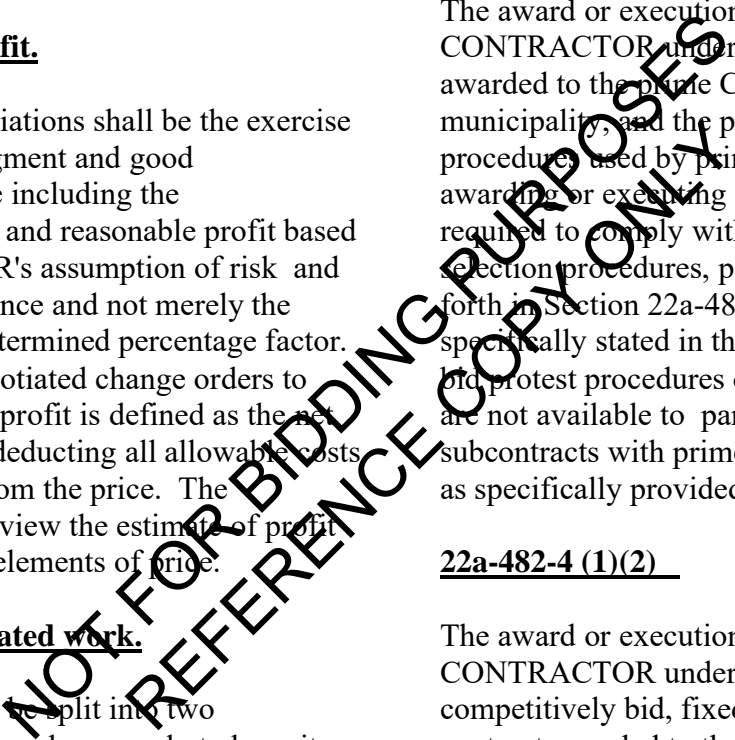 fit.
iations shall be the exercise
gment and good
e including the
and reasonable profit based
R's assumption of risk  and
nce and not merely the
termined percentage factor.
otiated change orders to
profit is defined as the net
deducting all allowable costs
om the price.  The
view the estimate of profit
elements of price.
ated work.
be split into two
The award or execution
CONTRACTOR under
awarded to the prime C
municipality, and the p
procedures used by prin
awarding or executing
required to comply with
selection procedures, p
forth in Section 22a-48
specifically stated in th
bid protest procedures
are not available to  par
subcontracts with prime
as specifically provided
22a-482-4 (1)(2)
The award or execution
CONTRACTOR under
competitively bid, fixed
NOT FOR BIDDING PURPOSES
REFERENCE COPY ONLY